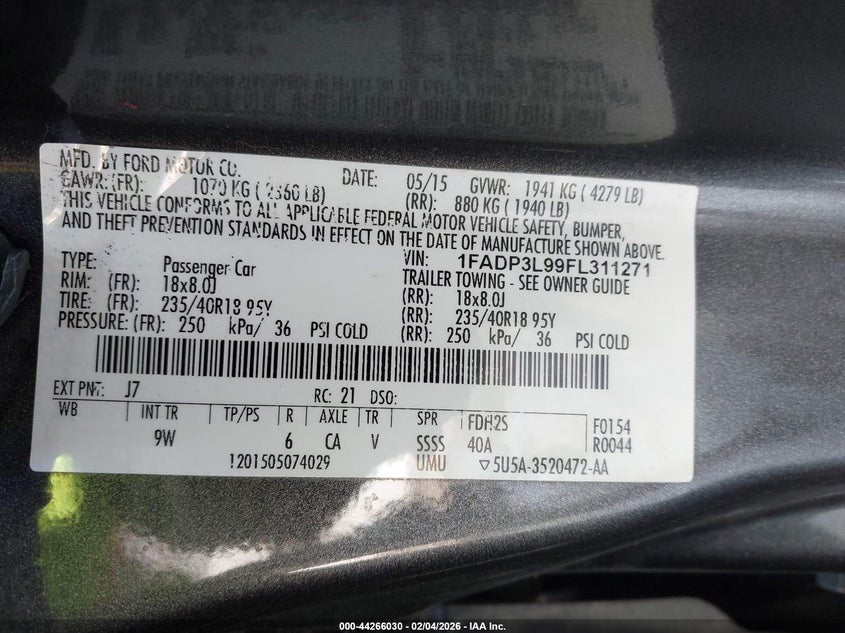 MFD. BY FORD MOTOR CO. DATE: 05/15 GVWR: 1941 KG ( 4279 LB)
GAWR: (FR): 1070 KG ( 2360 LB) (RR): 880 KG ( 1940 LB)
THIS VEHICLE CONFORMS TO ALL APPLICABLE FEDERAL MOTOR VEHICLE SAFETY, BUMPER,
AND THEFT PREVENTION STANDARDS IN EFFECT ON THE DATE OF MANUFACTURE SHOWN ABOVE.
VIN: 1FADP3L99FL311271
TYPE: Passenger Car TRAILER TOWING - SEE OWNER GUIDE
RIM: (FR): 18x8.0J (RR): 18x8.0J
TIRE: (FR): 235/40R18 95Y (RR): 235/40R18 95Y
PRESSURE: (FR): 250 kPa/ 36 PSI COLD (RR): 250 kPa/ 36 PSI COLD
EXT PNT: J7 RC: 21 DSO:
WB INT TR TP/PS R AXLE TR SPR FDH2S F0154
9W 6 CA V SSSS 40A R0044
1201505074029 UMU ▽5U5A-3520472-AA
000-44266030 - 02/04/2026 - IAA Inc.